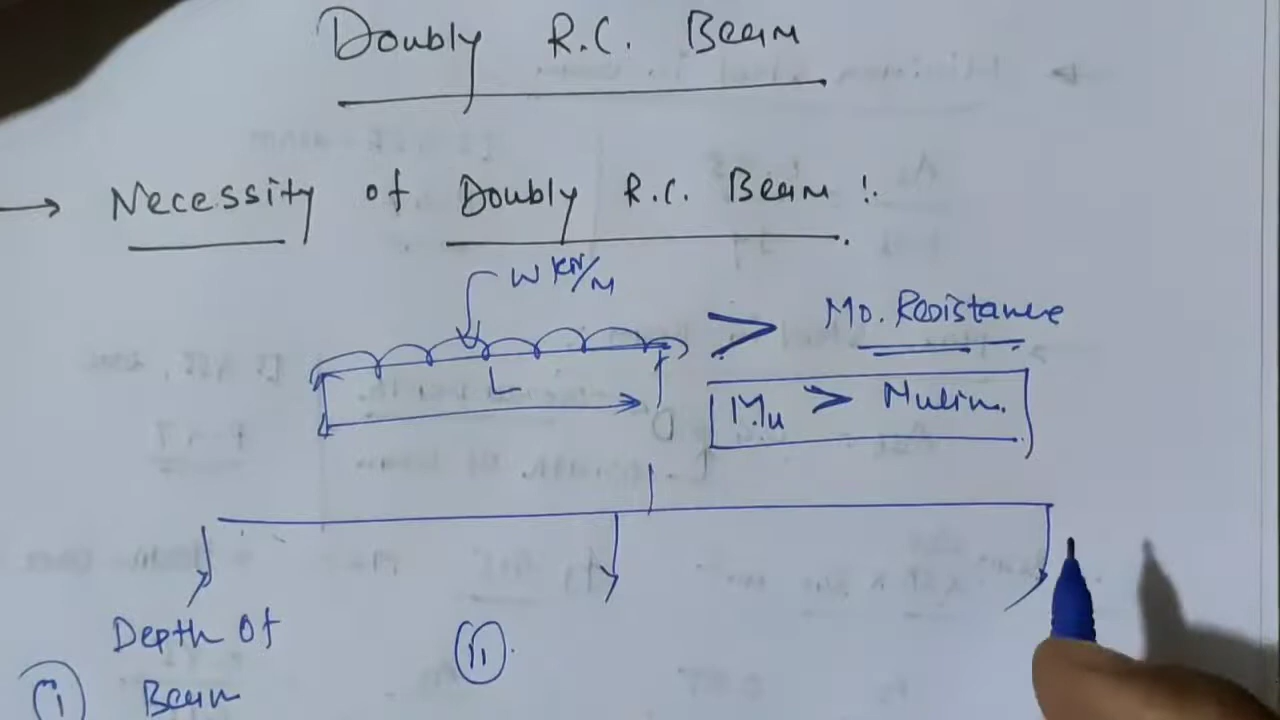 Doubly R.C. Beam
→ Necessity of Doubly R.C. Beam :.
W KN/M
> Mo. Resistance
L
Mu > Mulim.
Depth Of
(i) Beam
(ii)